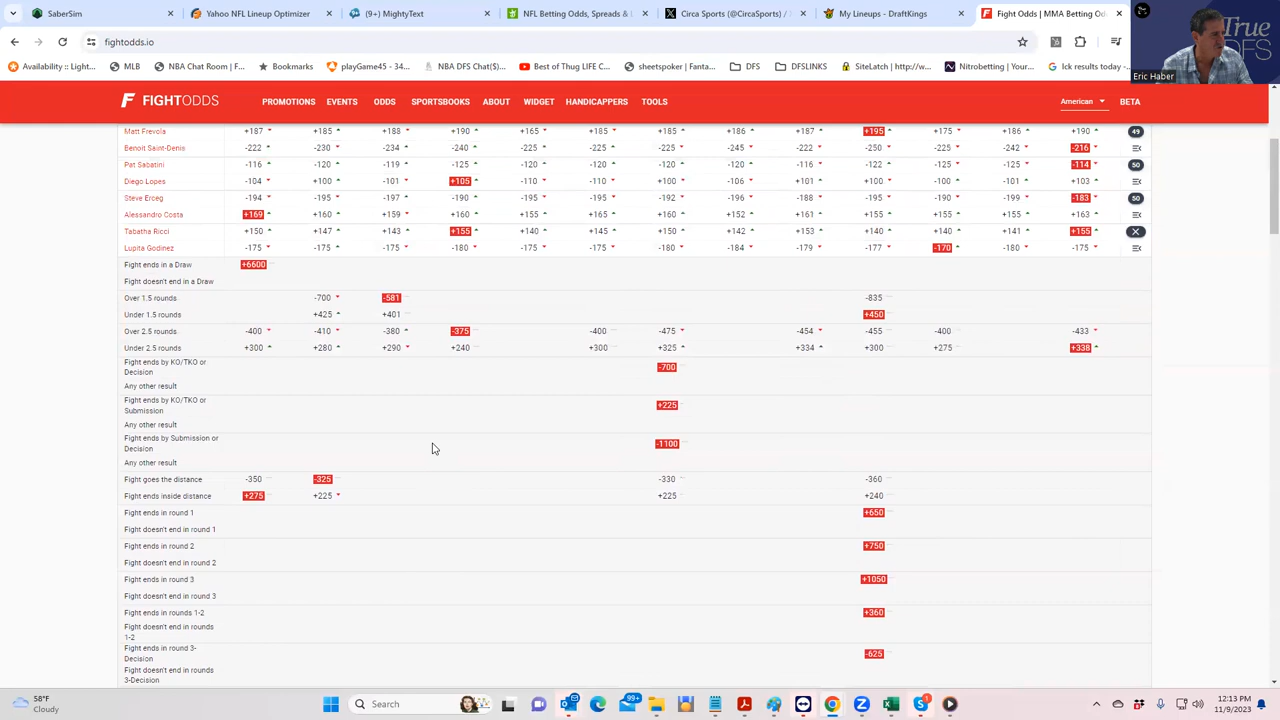 SaberSim
Yahoo NFL Lineup Optimizer
(9+) MightyText
NFL Betting Odds, Spreads & 
Circa Sports (@CircaSports) /
My Lineups - DraftKings
Fight Odds | MMA Betting Od
True
DFS
fightodds.io
Availability :: Light...
MLB
NBA Chat Room | F...
Bookmarks
playGame45 - 34...
NBA DFS Chat($)...
Best of Thug LIFE C...
sheetspoker | Fanta...
DFS
DFSLINKS
SiteLatch | http://w...
Nitrobetting | Your...
Ick results today - ...
Eric Haber
FIGHTODDS
PROMOTIONS EVENTS ODDS SPORTSBOOKS ABOUT WIDGET HANDICAPPERS TOOLS
American
BETA
Matt Frevola +187 +185 +188 +190 +165 +185 +185 +186 +187 +195 +175 +186 +190 49
Benoit Saint-Denis -222 -230 -234 -240 -225 -225 -225 -245 -222 -250 -225 -242 -216
Pat Sabatini -116 -120 -119 -125 -120 -120 -120 -120 -116 -122 -125 -125 -114 50
Diego Lopes -104 +100 -101 +105 -110 -110 +100 -106 +101 +100 -100 -101 +103
Steve Erceg -194 -195 -197 -190 -195 -195 -192 -196 -188 -195 -190 -199 -183 50
Alessandro Costa +169 +160 +159 +160 +155 +165 +160 +152 +161 +155 +155 +155 +163
Tabatha Ricci +150 +147 +143 +155 +140 +145 +150 +142 +153 +140 +140 +141 +155
Lupita Godinez -175 -175 -175 -180 -175 -175 -180 -184 -179 -177 -170 -180 -175
Fight ends in a Draw +6600
Fight doesn't end in a Draw
Over 1.5 rounds -700 -581 -835
Under 1.5 rounds +425 +401 +450
Over 2.5 rounds -400 -410 -380 -375 -400 -475 -454 -455 -400 -433
Under 2.5 rounds +300 +280 +290 +240 +300 +325 +334 +300 +275 +338
Fight ends by KO/TKO or
Decision -700
Any other result
Fight ends by KO/TKO or
Submission +225
Any other result
Fight ends by Submission or
Decision -1100
Any other result
Fight goes the distance -350 -325 -330 -360
Fight ends inside distance +275 +225 +225 +240
Fight ends in round 1 +650
Fight doesn't end in round 1
Fight ends in round 2 +750
Fight doesn't end in round 2
Fight ends in round 3 +1050
Fight doesn't end in round 3
Fight ends in rounds 1-2 +360
Fight doesn't end in rounds
1-2
Fight ends in round 3-
Decision -625
Fight doesn't end in rounds
3-Decision
58°F
Cloudy
Search
99+
12:13 PM
11/9/2023